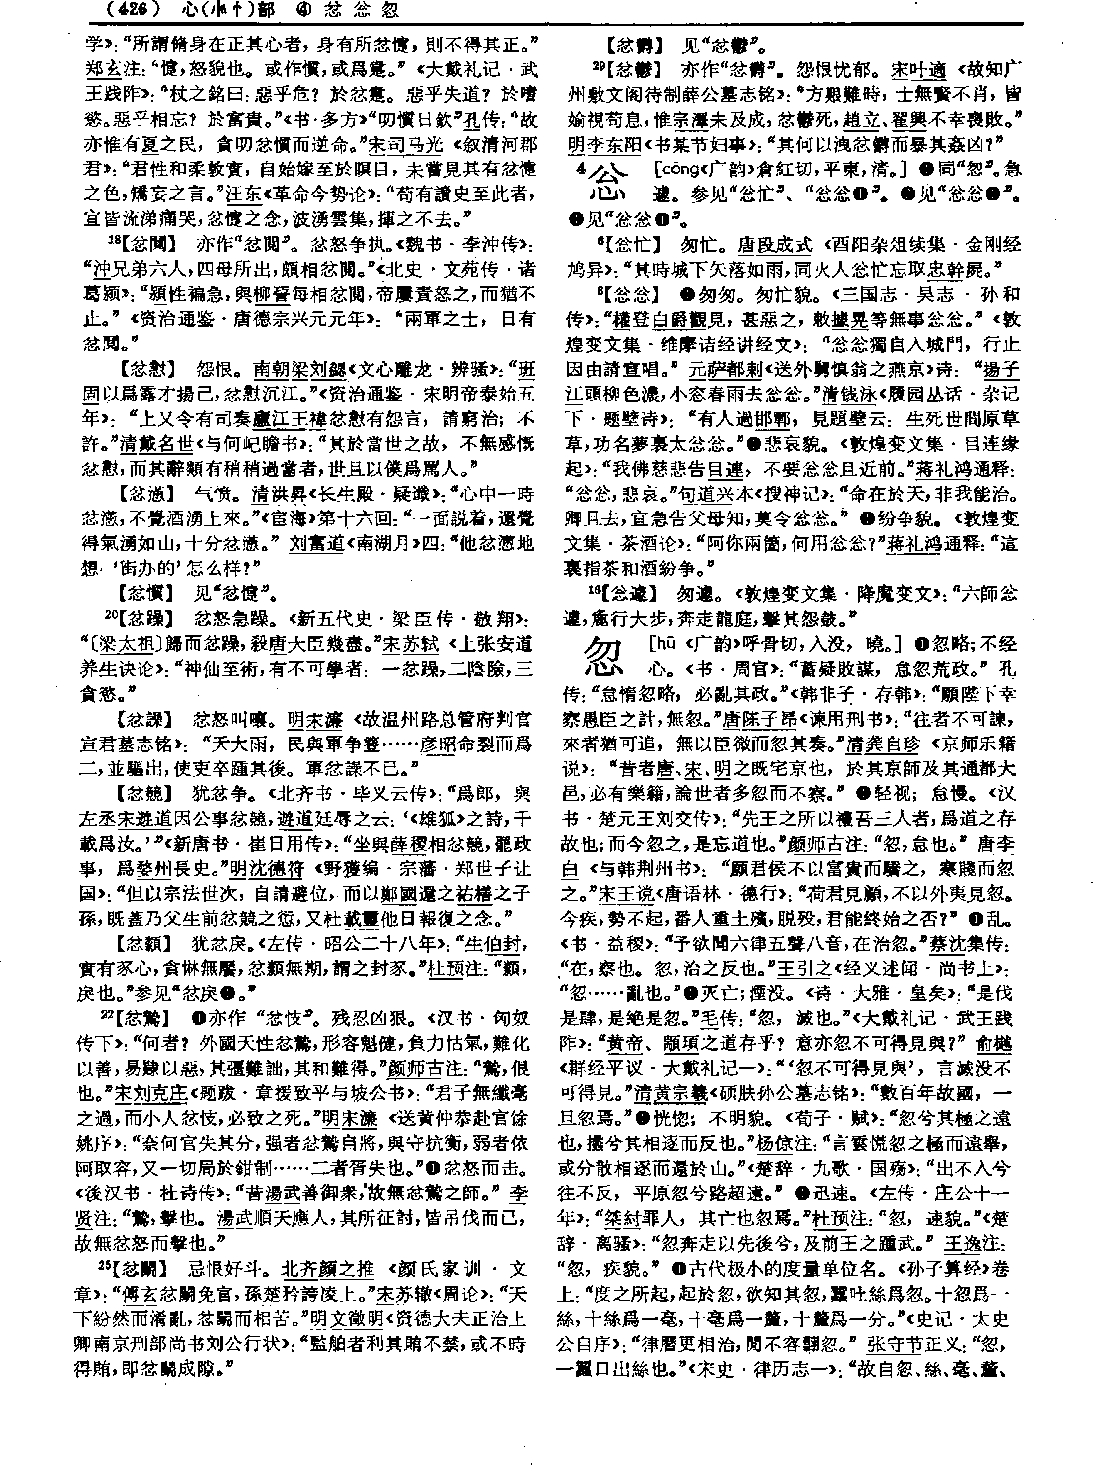 （426） 心（㣺忄）部 ④ 忿 忩 忽
学》：“所謂脩身在正其心者，身有所忿懥，則不得其正。”
郑玄注：“懥，怒貌也。或作懫，或爲疐。”《大戴礼记·武
王践阼》：“杖之銘曰：惡乎危？於忿疐。惡乎失道？於嗜
慾。惡乎相忘？於富貴。”《书·多方》“叨懫日欽”孔传：“故
亦惟有夏之民，貪叨忿懫而逆命。”宋司马光《叙清河郡
君》：“君性和柔敦實，自始嫁至於瞑日，未嘗見其有忿懥
之色，矯妄之言。”汪东《革命今势论》：“苟有讀史至此者，
宜皆流涕痛哭，忿懥之念，波湧雲集，揮之不去。”
18【忿鬩】 亦作“忿閲”。忿怒争执。《魏书·李沖传》：
“沖兄弟六人，四母所出，頗相忿鬩。”《北史·文苑传·诸
葛颍》：“潁性褊急，與柳䛒每相忿鬩，帝屢責怒之，而猶不
止。”《资治通鉴·唐德宗兴元元年》：“兩軍之士，日有
忿鬩。”
【忿懟】 怨恨。南朝梁刘勰《文心雕龙·辨骚》：“班
固以爲露才揚己，忿懟沉江。”《资治通鉴·宋明帝泰始五
年》：“上又令有司奏廬江王禕忿懟有怨言，請窮治；不
許。”清戴名世《与何屺瞻书》：“其於當世之故，不無感慨
忿懟，而其辭類有稍稍過當者，世且以僕爲罵人。”
【忿懑】 气愤。清洪昇《长生殿·疑谶》：“心中一時
忿懑，不覺酒湧上來。”《宦海》第十六回：“一面説着，還覺
得氣湧如山，十分忿懑。”刘富道《南湖月》四：“他忿懑地
想：‘街办的’怎么样？”
【忿懫】 见“忿懥”。
20【忿躁】 忿怒急躁。《新五代史·梁臣传·敬翔》：
“〔梁太祖〕歸而忿躁，殺唐大臣幾盡。”宋苏轼《上张安道
养生诀论》：“神仙至術，有不可學者：一忿躁，二陰險，三
貪慾。”
【忿譟】 忿怒叫嚷。明宋濂《故温州路总管府判官
宣君墓志铭》：“天大雨，民與軍争簦……彦昭命裂而爲
二，並驅出，使吏卒踵其後。軍忿譟不已。”
【忿競】 犹忿争。《北齐书·毕义云传》：“爲郎，與
左丞宋遊道因公事忿競，遊道廷辱之云：‘《雄狐》之詩，千
載爲汝。’”《新唐书·崔日用传》：“坐與薛稷相忿競，罷政
事，爲婺州長史。”明沈德符《野獲编·宗藩·郑世子让
国》：“但以宗法世次，自請避位，而以鄭國還之祐橏之子
孫，既蓋乃父生前忿競之愆，又杜載璽他日報復之念。”
【忿纇】 犹忿戾。《左传·昭公二十八年》：“生伯封，
實有豕心，貪惏無饜，忿纇無期，謂之封豕。”杜预注：“纇，
戾也。”参见“忿戾●。”
22【忿鷙】 ❶亦作“忿忮”。残忍凶狠。《汉书·匈奴
传下》：“何者？外國天性忿鷙，形容魁健，負力怙氣，難化
以善，易隸以惡，其彊難詘，其和難得。”颜师古注：“鷙，佷
也。”宋刘克庄《题跋·章援致平与坡公书》：“君子無纖毫
之過，而小人忿忮，必致之死。”明宋濂《送黄仲恭赴官馀
姚序》：“柰何官失其分，强者忿鷙自將，與守抗衡，弱者依
阿取容，又一切局於鉗制……二者胥失也。”❷忿怒而击。
《後汉书·杜诗传》：“昔湯武善御衆，故無忿鷙之師。”李
贤注：“鷙，擊也。湯武順天應人，其所征討，皆吊伐而已，
故無忿怒而擊也。”
25【忿鬭】 忌恨好斗。北齐颜之推《颜氏家训·文
章》：“傅玄忿鬭免官，孫楚矜誇凌上。”宋苏辙《周论》：“天
下紛然而淆亂，忿鬭而相苦。”明文徵明《资德大夫正治上
卿南京刑部尚书刘公行状》：“監舶者利其賄不禁，或不時
得賄，即忿鬭成隙。”
【忿欝】 见“忿鬱”。
29【忿鬱】 亦作“忿欝”。怨恨忧郁。宋叶適《故知广
州敷文阁待制薛公墓志铭》：“方艱難時，士無賢不肖，皆
媮視苟息，惟宗澤未及成，忿鬱死，趙立、翟興不幸喪敗。”
明李东阳《书某节妇事》：“其何以洩忿欝而暴其姦凶？”
4忩 ［cōng《广韵》倉紅切，平東，清。］❶同“怱”。急
遽。参见“忩忙”、“忩忩❶”。❷见“忩忩❷”。
❸见“忩忩❸”。
6【忩忙】 匆忙。唐段成式《酉阳杂俎续集·金刚经
鸠异》：“其時城下矢落如雨，同火人忩忙忘取忠幹屍。”
8【忩忩】 ❶匆匆。匆忙貌。《三国志·吴志·孙和
传》：“權登白爵觀見，甚惡之，敕據晃等無事忩忩。”《敦
煌变文集·维摩诘经讲经文》：“忩忩獨自入城門，行止
因由請宣唱。”元萨都剌《送外舅慎翁之燕京》诗：“揚子
江頭柳色濃，小窓春雨去忩忩。”清钱泳《履园丛话·杂记
下·题壁诗》：“有人過邯鄲，見題壁云：生死世間原草
草，功名夢裏太忩忩。”❷悲哀貌。《敦煌变文集·目连缘
起》：“我佛慈悲告目連，不要忩忩且近前。”蒋礼鸿通释：
“忩忩，悲哀。”句道兴本《搜神记》：“命在於天，非我能治。
卿且去，宜急告父母知，莫令忩忩。”❸纷争貌。《敦煌变
文集·茶酒论》：“阿你兩箇，何用忩忩？”蒋礼鸿通释：“這
裏指茶和酒紛争。”
16【忩遽】 匆遽。《敦煌变文集·降魔变文》：“六師忩
遽，䮭行大步，奔走龍庭，擊其怨鼓。”
忽 ［hū《广韵》呼骨切，入没，曉。］❶忽略；不经
心。《书·周官》：“蓄疑敗謀，怠忽荒政。”孔
传：“怠惰忽略，必亂其政。”《韩非子·存韩》：“願陛下幸
察愚臣之計，無忽。”唐陈子昂《谏用刑书》：“往者不可諫，
來者猶可追，無以臣微而忽其奏。”清龚自珍《京师乐籍
说》：“昔者唐、宋、明之既宅京也，於其京師及其通都大
邑，必有樂籍，論世者多忽而不察。”❷轻视；怠慢。《汉
书·楚元王刘交传》：“先王之所以禮吾三人者，爲道之存
故也；而今忽之，是忘道也。”颜师古注：“忽，怠也。”唐李
白《与韩荆州书》：“願君侯不以富貴而驕之，寒賤而忽
之。”宋王谠《唐语林·德行》：“荷君見顧，不以外夷見忽。
今疾，勢不起，番人重土殯，脱殁，君能終始之否？”❸乱。
《书·益稷》：“予欲聞六律五聲八音，在治忽。”蔡沈集传：
“在，察也。忽，治之反也。”王引之《经义述闻·尚书上》：
“忽……亂也。”❹灭亡；湮没。《诗·大雅·皇矣》：“是伐
是肆，是絶是忽。”毛传：“忽，滅也。”《大戴礼记·武王践
阼》：“黄帝、顓頊之道存乎？意亦忽不可得見與？”俞樾
《群经平议·大戴礼记一》：“‘忽不可得見與’，言滅没不
可得見。”清黄宗羲《硕肤孙公墓志铭》：“數百年故國，一
旦忽焉。”❺恍惚；不明貌。《荀子·赋》：“忽兮其極之遠
也，攭兮其相逐而反也。”杨倞注：“言雲慌忽之極而遠舉，
或分散相逐而還於山。”《楚辞·九歌·国殇》：“出不入兮
往不反，平原忽兮路超遠。”❻迅速。《左传·庄公十一
年》：“桀紂罪人，其亡也忽焉。”杜预注：“忽，速貌。”《楚
辞·离骚》：“忽奔走以先後兮，及前王之踵武。”王逸注：
“忽，疾貌。”❼古代极小的度量单位名。《孙子算经》卷
上：“度之所起，起於忽，欲知其忽，蠶吐絲爲忽。十忽爲一
絲，十絲爲一毫，十毫爲一釐，十釐爲一分。”《史记·太史
公自序》：“律曆更相治，閒不容翲忽。”张守节正义：“忽，
一蠶口出絲也。”《宋史·律历志一》：“故自忽、絲、毫、釐、